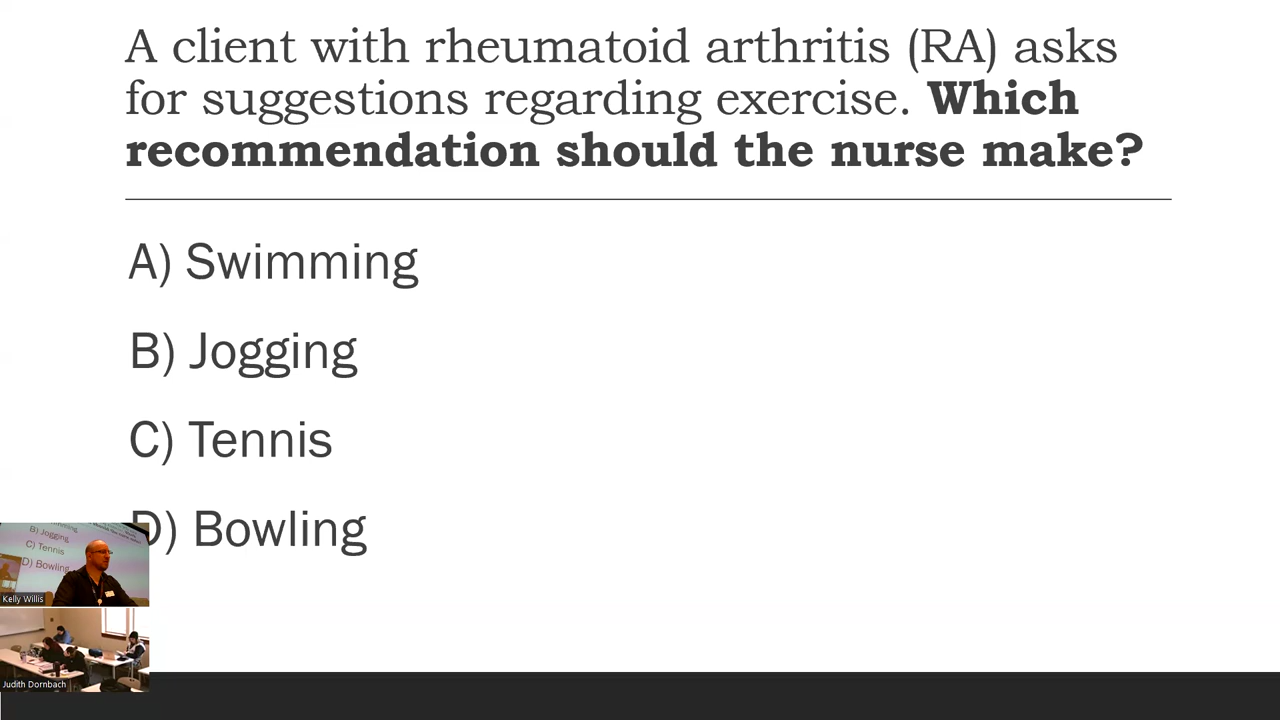 A client with rheumatoid arthritis (RA) asks
for suggestions regarding exercise. Which
recommendation should the nurse make?
A) Swimming
B) Jogging
C) Tennis
D) Bowling
B) Jogging
C) Tennis
D) Bowling
Kelly Willis
Judith Dornbach